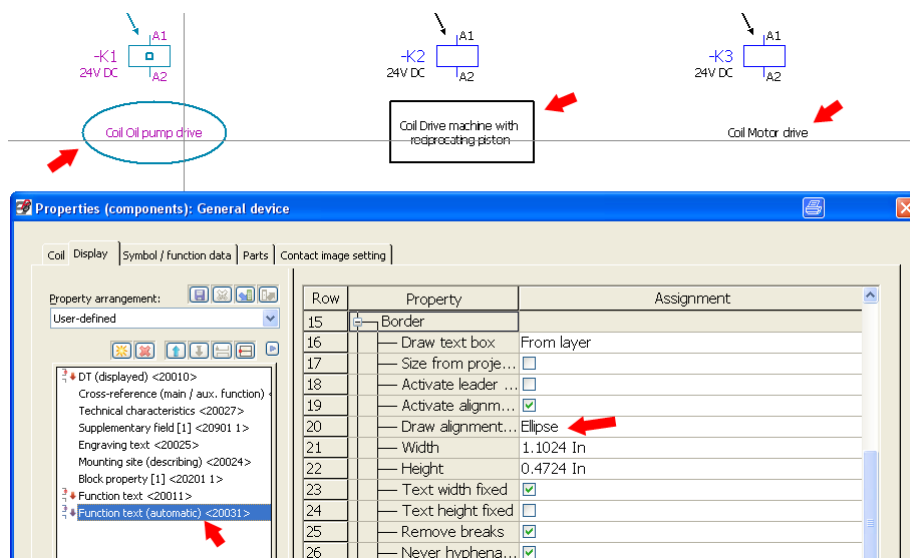 A1 A1 A1
-K1 -K2 -K3
24V DC 24V DC 24V DC
A2 A2 A2
Coil Oil pump drive Coil Drive machine with Coil Motor drive
reciprocating piston
Properties (components): General device
Coil Display Symbol / function data Parts Contact image setting
Property arrangement:
User-defined
DT (displayed) <20010>
Cross-reference (main / aux. function) <
Technical characteristics <20027>
Supplementary field [1] <20901 1>
Engraving text <20025>
Mounting site (describing) <20024>
Block property [1] <20201 1>
Function text <20011>
Function text (automatic) <20031>
Row Property Assignment
15 Border
16 Draw text box From layer
17 Size from proje...
18 Activate leader ...
19 Activate alignm...
20 Draw alignment... Ellipse
21 Width 1.1024 In
22 Height 0.4724 In
23 Text width fixed
24 Text height fixed
25 Remove breaks
26 Never hyphena...